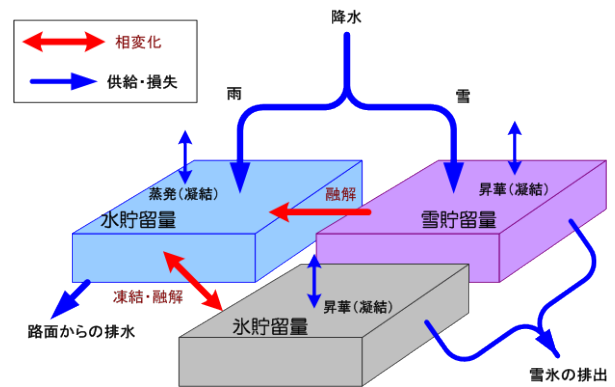 降水
相変化
供給・損失
雨
雪
蒸発(凝結)
昇華(凝結)
融解
水貯留量
雪貯留量
凍結・融解
昇華(凝結)
氷貯留量
路面からの排水
雪氷の排出